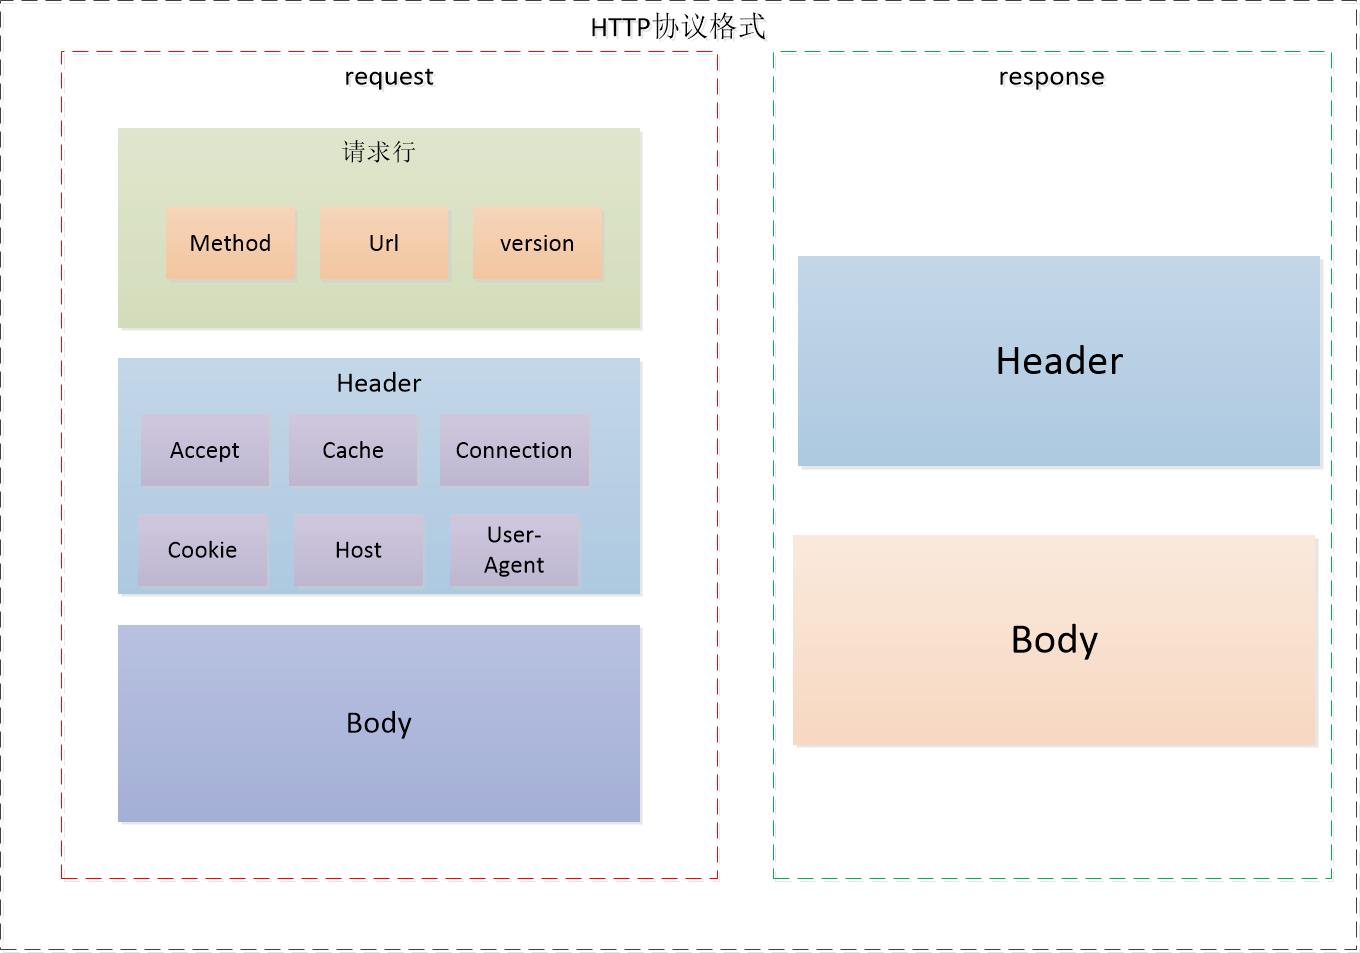 HTTP协议格式
request
请求行
Method
Url
version
Header
Accept
Cache
Connection
Cookie
Host
User-
Agent
Body
response
Header
Body